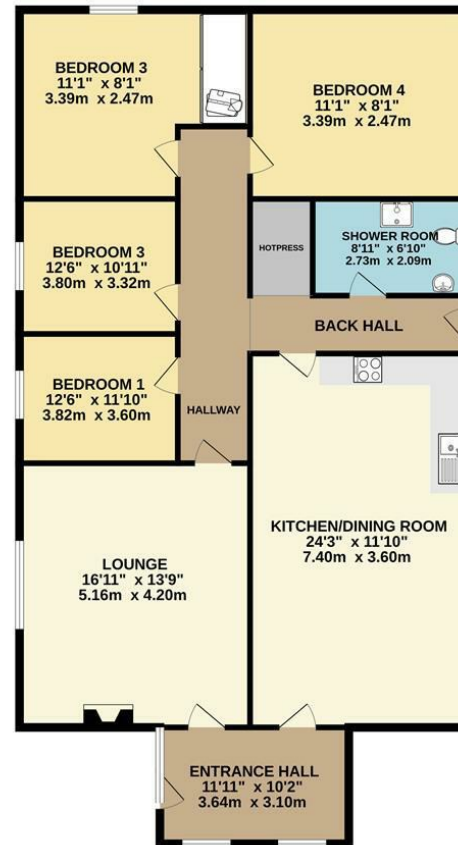 BEDROOM 3
11'1" x 8'1"
3.39m x 2.47m
BEDROOM 4
11'1" x 8'1"
3.39m x 2.47m
BEDROOM 3
12'6" x 10'11"
3.80m x 3.32m
HOTPRESS
SHOWER ROOM
8'11" x 6'10"
2.73m x 2.09m
BACK HALL
BEDROOM 1
12'6" x 11'10"
3.82m x 3.60m
HALLWAY
KITCHEN/DINING ROOM
24'3" x 11'10"
7.40m x 3.60m
LOUNGE
16'11" x 13'9"
5.16m x 4.20m
ENTRANCE HALL
11'11" x 10'2"
3.64m x 3.10m